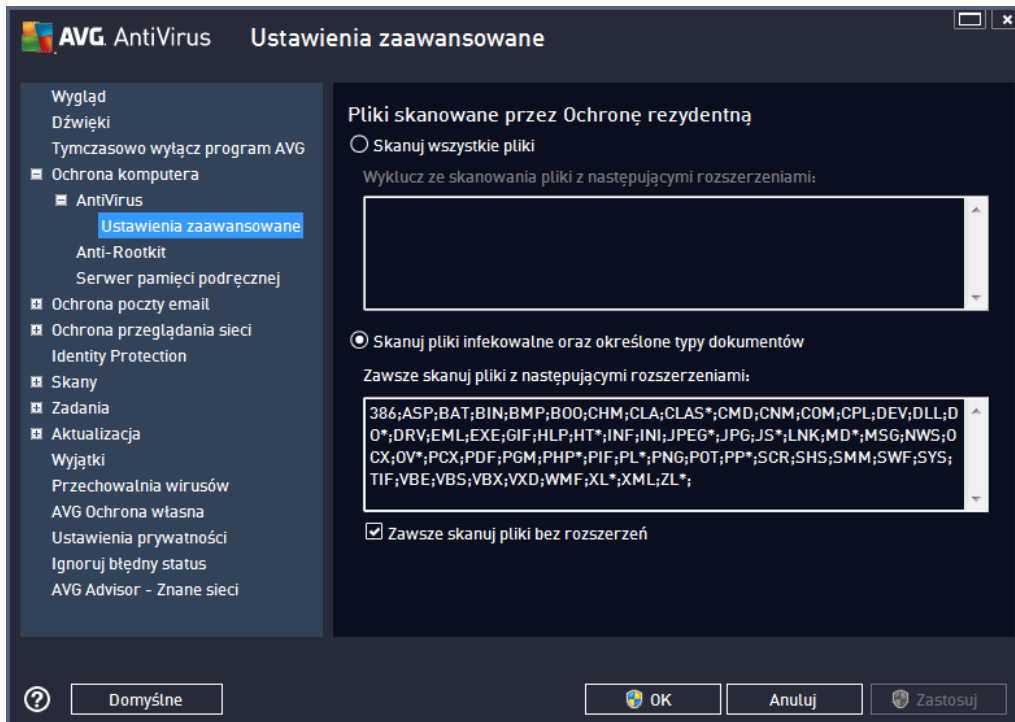 AVG. AntiVirus Ustawienia zaawansowane
Wygląd
Dźwięki
Tymczasowo wyłącz program AVG
Ochrona komputera
AntiVirus
Ustawienia zaawansowane
Anti-Rootkit
Serwer pamięci podręcznej
Ochrona poczty email
Ochrona przeglądania sieci
Identity Protection
Skany
Zadania
Aktualizacja
Wyjątki
Przechowalnia wirusów
AVG Ochrona własna
Ustawienia prywatności
Ignoruj błędny status
AVG Advisor - Znane sieci
Pliki skanowane przez Ochronę rezydentną
Skanuj wszystkie pliki
Wyklucz ze skanowania pliki z następującymi rozszerzeniami:
Skanuj pliki infekowalne oraz określone typy dokumentów
Zawsze skanuj pliki z następującymi rozszerzeniami:
386;ASP;BAT;BIN;BMP;BOO;CHM;CLA;CLAS*;CMD;CNM;COM;CPL;DEV;DLL;D
O*;DRV;EML;EXE;GIF;HLP;HT*;INF;INI;JPEG*;JPG;JS*;LNK;MD*;MSG;NWS;O
CX;OV*;PCX;PDF;PGM;PHP*;PIF;PL*;PNG;POT;PP*;SCR;SHS;SMM;SWF;SYS;
TIF;VBE;VBS;VBX;VXD;WMF;XL*;XML;ZL*;
Zawsze skanuj pliki bez rozszerzeń
Domyślne
OK
Anuluj
Zastosuj